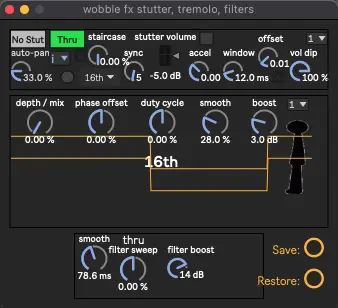 wobble fx stutter, tremolo, filters
No Stut Thru staircase stutter volume offset 1
0.00 % accel window 0.01
auto-pan i sync vol dip
33.0 % 16th 5 -5.0 dB 0.00 12.0 ms 100 %
depth / mix phase offset duty cycle smooth boost 1
0.00 % 0.00 % 0.00 % 28.0 % 3.0 dB
16th
smooth thru
filter sweep filter boost
78.6 ms 0.00 % 14 dB
Save:
Restore: